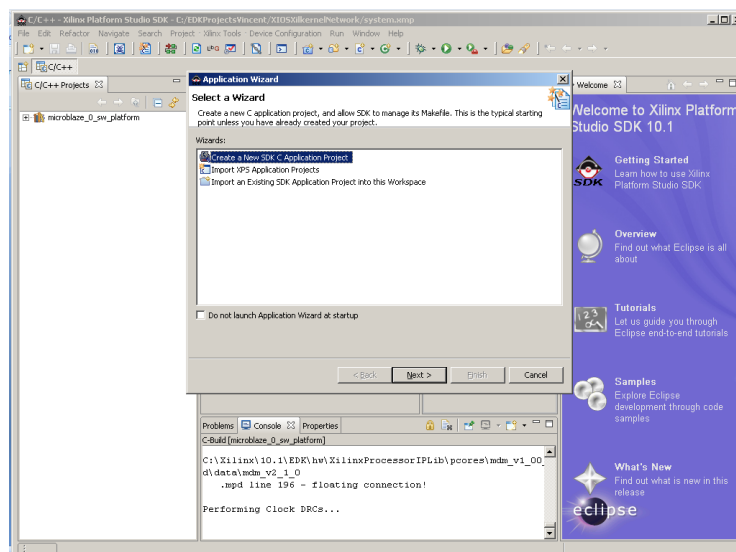 C/C++ - Xilinx Platform Studio SDK - C:/EDKProjectsVincent/XIOSXilkernelNetwork/system.xmp
File Edit Refactor Navigate Search Project Xilinx Tools Device Configuration Run Window Help
C/C++
C/C++ Projects
microblaze_0_sw_platform
Application Wizard
Select a Wizard
Create a new C application project, and allow SDK to manage its Makefile. This is the typical starting
point unless you have already created your project.
Wizards:
Create a New SDK C Application Project
Import XPS Application Projects
Import an Existing SDK Application Project into this Workspace
Do not launch Application Wizard at startup
< Back Next > Finish Cancel
Problems Console Properties
C-Build [microblaze_0_sw_platform]
C:\Xilinx\10.1\EDK\hw\XilinxProcessorIPLib\pcores\mdm_v1_00_
d\data\mdm_v2_1_0
.mpd line 196 - floating connection!
Performing Clock DRCs...
Welcome
Welcome to Xilinx Platform
Studio SDK 10.1
SDK
Getting Started
Learn how to use Xilinx
Platform Studio SDK
Overview
Find out what Eclipse is all
about
Tutorials
Let us guide you through
Eclipse end-to-end tutorials
Samples
Explore Eclipse
development through code
samples
What's New
Find out what is new in this
release
eclipse